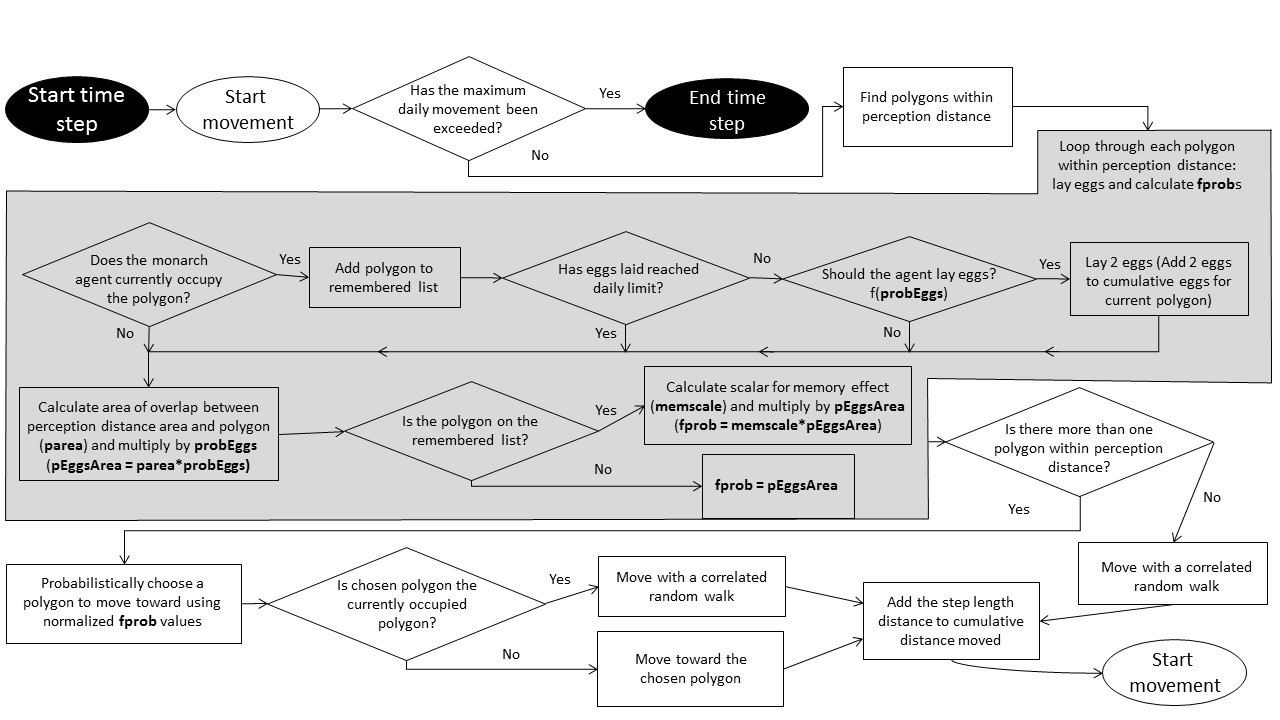 Start time
step
Start
movement
Has the maximum
daily movement been
exceeded?
Yes
No
End time
step
Find polygons within
perception distance
Loop through each polygon
within perception distance:
lay eggs and calculate fprobs
Does the monarch
agent currently occupy
the polygon?
Yes
No
Add polygon to
remembered list
Has eggs laid reached
daily limit?
No
Yes
Should the agent lay eggs?
f(probEggs)
Yes
No
Lay 2 eggs (Add 2 eggs
to cumulative eggs for
current polygon)
Calculate area of overlap between
perception distance area and polygon
(parea) and multiply by probEggs
(pEggsArea = parea*probEggs)
Is the polygon on the
remembered list?
Yes
No
Calculate scalar for memory effect
(memscale) and multiply by pEggsArea
(fprob = memscale*pEggsArea)
fprob = pEggsArea
Is there more than one
polygon within perception
distance?
Yes
No
Probabilistically choose a
polygon to move toward using
normalized fprob values
Is chosen polygon the
currently occupied
polygon?
Yes
No
Move with a correlated
random walk
Move toward the
chosen polygon
Add the step length
distance to cumulative
distance moved
Move with a correlated
random walk
Start
movement